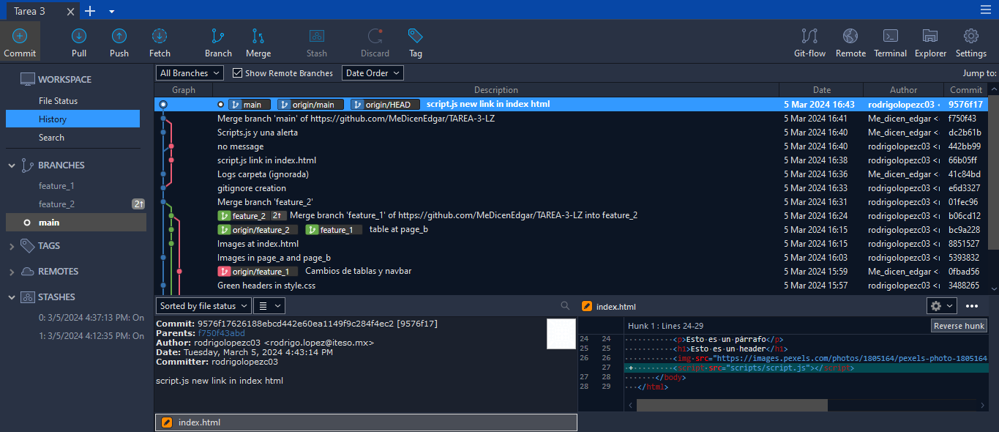 Tarea 3
Commit Pull Push Fetch Branch Merge Stash Discard Tag Git-flow Remote Terminal Explorer Settings
WORKSPACE
File Status
History
Search
BRANCHES
feature_1
feature_2 2↑
main
TAGS
REMOTES
STASHES
0: 3/5/2024 4:37:13 PM: On
1: 3/5/2024 4:12:35 PM: On
All Branches Show Remote Branches Date Order Jump to:
Graph Description Date Author Commit
main origin/main origin/HEAD script.js new link in index html 5 Mar 2024 16:43 rodrigolopezc03 < 9576f17
Merge branch 'main' of https://github.com/MeDicenEdgar/TAREA-3-LZ 5 Mar 2024 16:41 Me_dicen_edgar < f750f43
Scripts.js y una alerta 5 Mar 2024 16:40 Me_dicen_edgar < dc2b61b
no message 5 Mar 2024 16:40 rodrigolopezc03 < 442bb99
script.js link in index.html 5 Mar 2024 16:38 rodrigolopezc03 < 66b05ff
Logs carpeta (ignorada) 5 Mar 2024 16:36 Me_dicen_edgar < 41c84bd
gitignore creation 5 Mar 2024 16:33 rodrigolopezc03 < e6d3327
Merge branch 'feature_2' 5 Mar 2024 16:31 rodrigolopezc03 < 01fec96
feature_2 2↑ Merge branch 'feature_1' of https://github.com/MeDicenEdgar/TAREA-3-LZ into feature_2 5 Mar 2024 16:24 rodrigolopezc03 < b06cd12
origin/feature_2 feature_1 table at page_b 5 Mar 2024 16:15 rodrigolopezc03 < bc9a228
Images at index.html 5 Mar 2024 16:15 rodrigolopezc03 < 8851527
Images in page_a and page_b 5 Mar 2024 16:03 rodrigolopezc03 < 5393832
origin/feature_1 Cambios de tablas y navbar 5 Mar 2024 15:59 Me_dicen_edgar < 0fbad56
Green headers in style.css 5 Mar 2024 15:57 rodrigolopezc03 < 3488265
Sorted by file status
Commit: 9576f17626188ebcd442e60ea1149f9c284f4ec2 [9576f17]
Parents: f750f43abd
Author: rodrigolopezc03 <rodrigo.lopez@iteso.mx>
Date: Tuesday, March 5, 2024 4:43:14 PM
Committer: rodrigolopezc03
script.js new link in index html
index.html
index.html
Hunk 1 : Lines 24-29 Reverse hunk
24 24 <p>Esto es un párrafo</p>
25 25 <h1>Esto es un header</h1>
26 26 <img src="https://images.pexels.com/photos/1805164/pexels-photo-1805164
27 + <script src="scripts/script.js"></script>
27 28 </body>
28 29 </html>